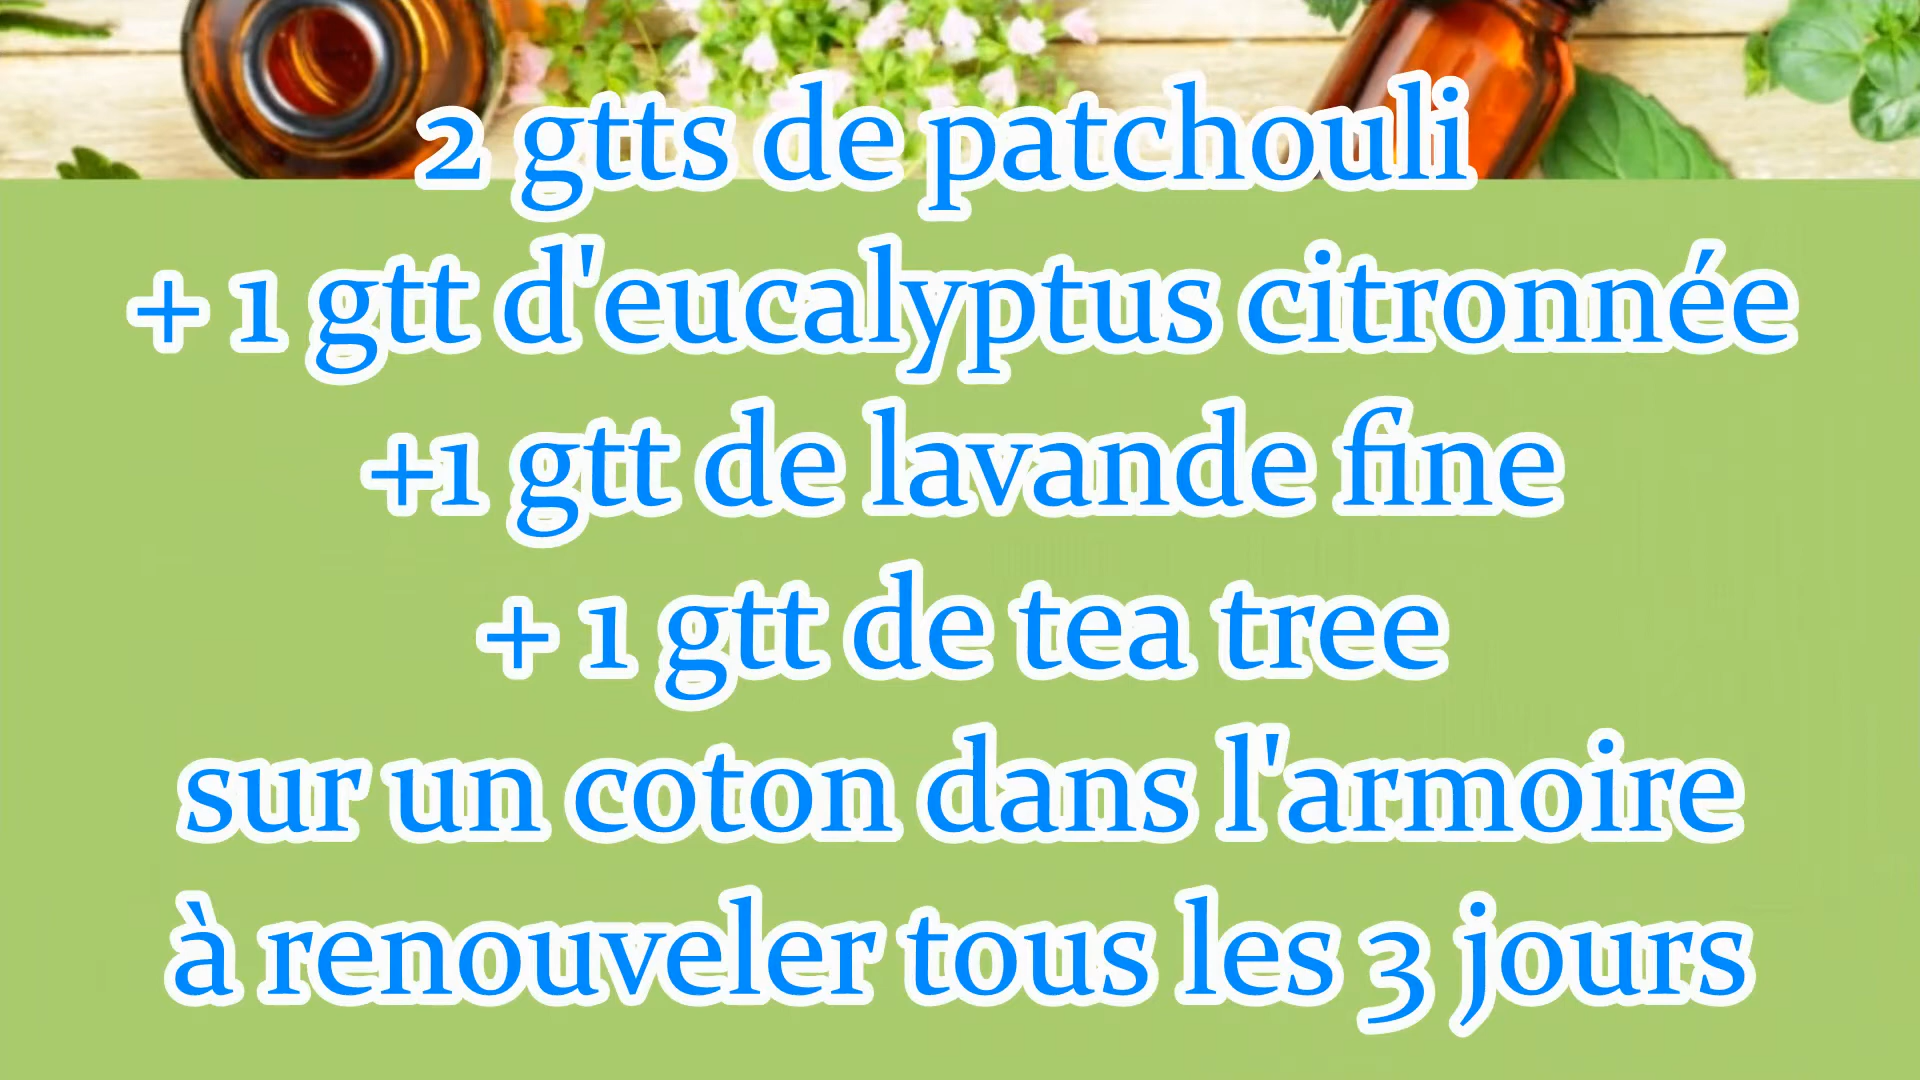 2 gtts de patchouli
+ 1 gtt d'eucalyptus citronnée
+1 gtt de lavande fine
+ 1 gtt de tea tree
sur un coton dans l'armoire
à renouveler tous les 3 jours